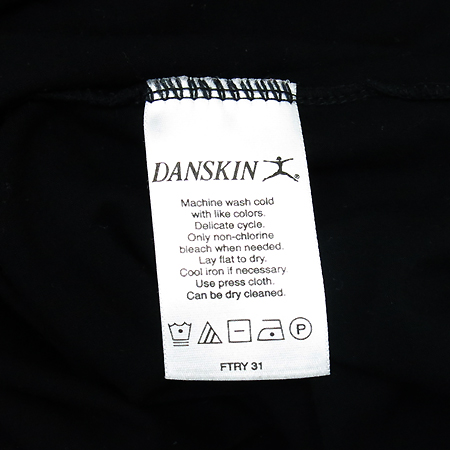 DANSKIN ®
Machine wash cold
with like colors.
Delicate cycle.
Only non-chlorine
bleach when needed.
Lay flat to dry.
Cool iron if necessary.
Use press cloth.
Can be dry cleaned.
P
FTRY 31